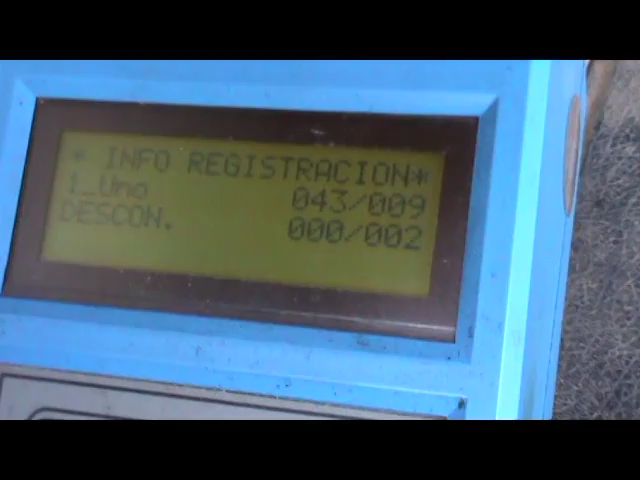 * INFO REGISTRACION*
1_Uno 043/009
DESCON. 000/002